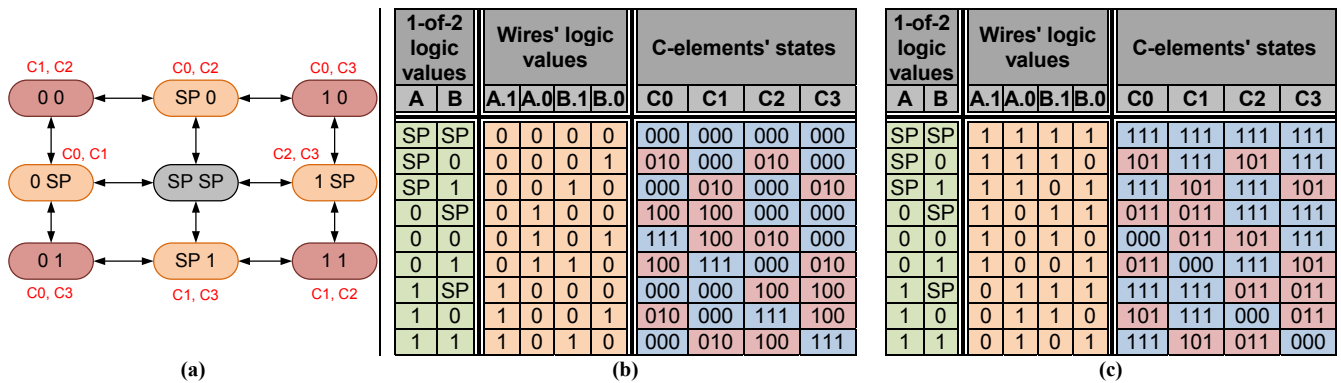 C1, C2 C0, C2 C0, C3
0 0 SP 0 1 0
C0, C1 C2, C3
0 SP SP SP 1 SP
0 1 SP 1 1 1
C0, C3 C1, C3 C1, C2
(a)
1-of-2 logic values Wires' logic values C-elements' states
A B A.1 A.0 B.1 B.0 C0 C1 C2 C3
SP SP 0 0 0 0 000 000 000 000
SP 0 0 0 0 1 010 000 010 000
SP 1 0 0 1 0 000 010 000 010
0 SP 0 1 0 0 100 100 000 000
0 0 0 1 0 1 111 100 010 000
0 1 0 1 1 0 100 111 000 010
1 SP 1 0 0 0 000 000 100 100
1 0 1 0 0 1 010 000 111 100
1 1 1 0 1 0 000 010 100 111
(b)
1-of-2 logic values Wires' logic values C-elements' states
A B A.1 A.0 B.1 B.0 C0 C1 C2 C3
SP SP 1 1 1 1 111 111 111 111
SP 0 1 1 1 0 101 111 101 111
SP 1 1 1 0 1 111 101 111 101
0 SP 1 0 1 1 011 011 111 111
0 0 1 0 1 0 000 011 101 111
0 1 1 0 0 1 011 000 111 101
1 SP 0 1 1 1 111 111 011 011
1 0 0 1 1 0 101 111 000 011
1 1 0 1 0 1 111 101 011 000
(c)